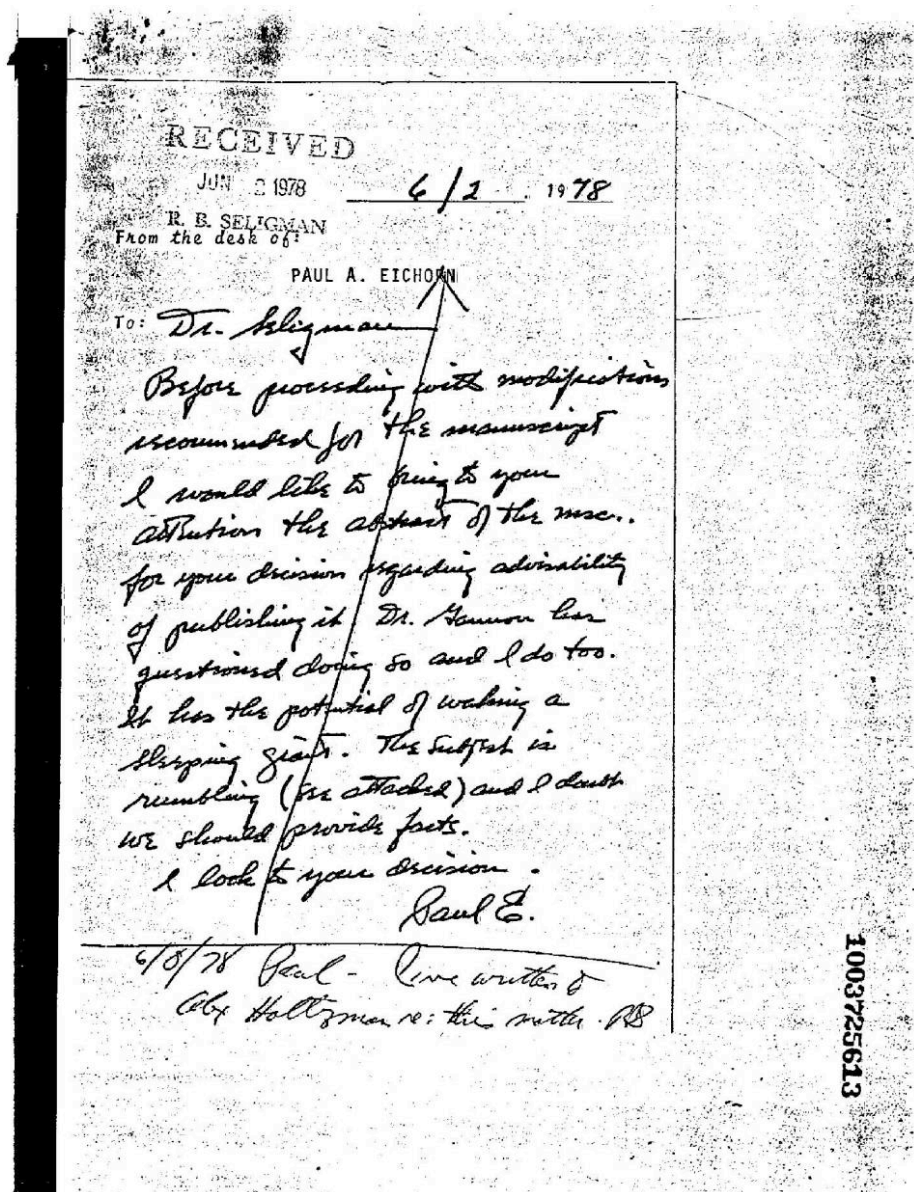 RECEIVED
JUN 2 1978
6/2 1978
R. B. SELIGMAN
From the desk of:
PAUL A. EICHORN
To: Dr. Seligman
Before proceeding with modifications
recommended for the manuscript
I would like to bring to your
attention the abstract of the msc..
for your decision regarding advisability
of publishing it Dr. Gannon has
questioned doing so and I do too.
It has the potential of waking a
sleeping giant. The subject is
rumbling (see attached) and I doubt
we should provide facts.
I look to your decision.
Paul E.
6/8/78 Paul - I've written to
Alex Holtzman re: this matter. RBS
1003725613